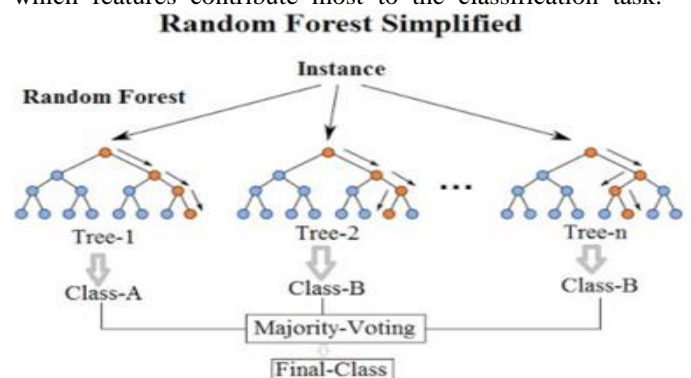 which features contribute most to the classification task.
Random Forest Simplified
Instance
Random Forest
...
Tree-1 Tree-2 Tree-n
Class-A Class-B Class-B
Majority-Voting
Final-Class